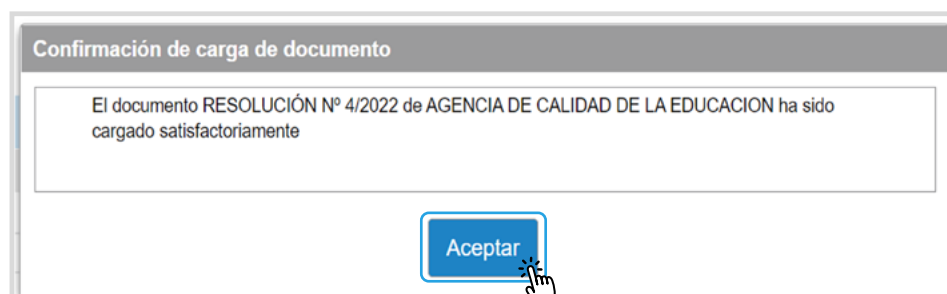 Confirmación de carga de documento
El documento RESOLUCIÓN Nº 4/2022 de AGENCIA DE CALIDAD DE LA EDUCACION ha sido
cargado satisfactoriamente
Aceptar